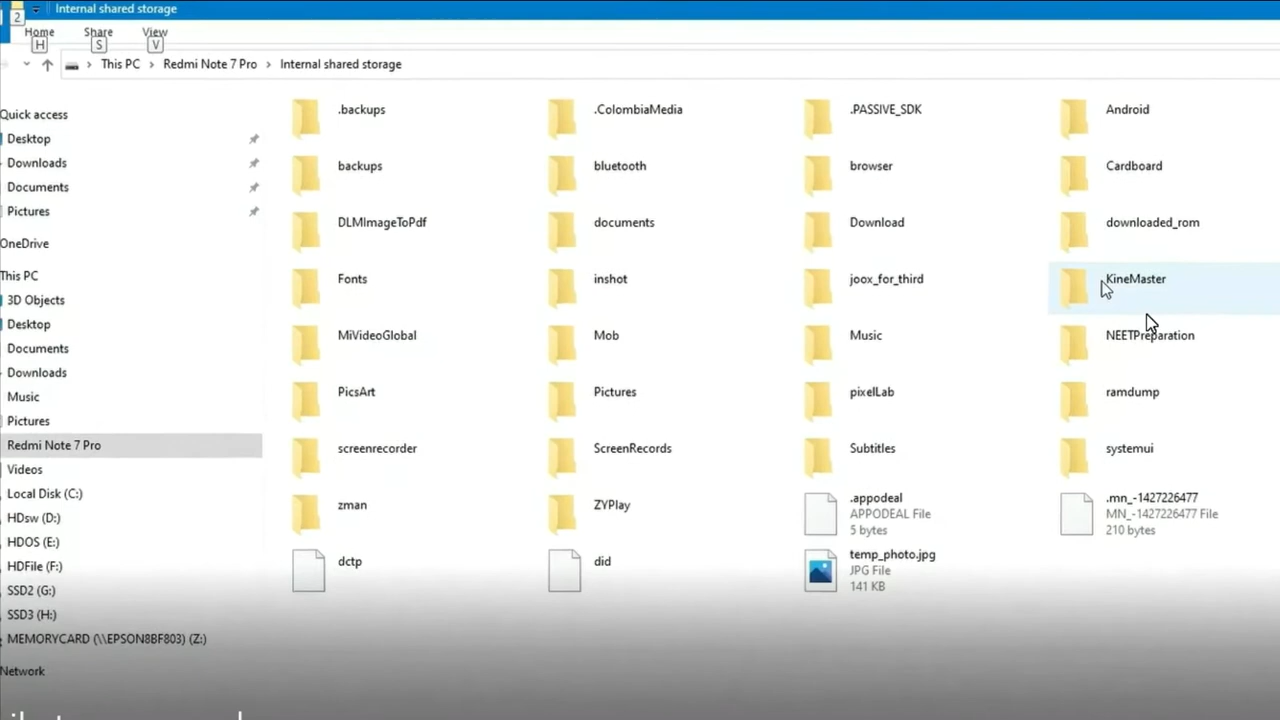 Internal shared storage
2
Home Share View
H S V
This PC Redmi Note 7 Pro Internal shared storage
Quick access
Desktop
Downloads
Documents
Pictures
OneDrive
This PC
3D Objects
Desktop
Documents
Downloads
Music
Pictures
Redmi Note 7 Pro
Videos
Local Disk (C:)
HDsw (D:)
HDOS (E:)
HDFile (F:)
SSD2 (G:)
SSD3 (H:)
MEMORYCARD (\\EPSON8BF803) (Z:)
Network
.backups .ColombiaMedia .PASSIVE_SDK Android
backups bluetooth browser Cardboard
DLMImageToPdf documents Download downloaded_rom
Fonts inshot joox_for_third KineMaster
MiVideoGlobal Mob Music NEETPreparation
PicsArt Pictures pixelLab ramdump
screenrecorder ScreenRecords Subtitles systemui
zman ZYPlay
.appodeal
APPODEAL File
5 bytes
.mn_-1427226477
MN_-1427226477 File
210 bytes
dctp did
temp_photo.jpg
JPG File
141 KB